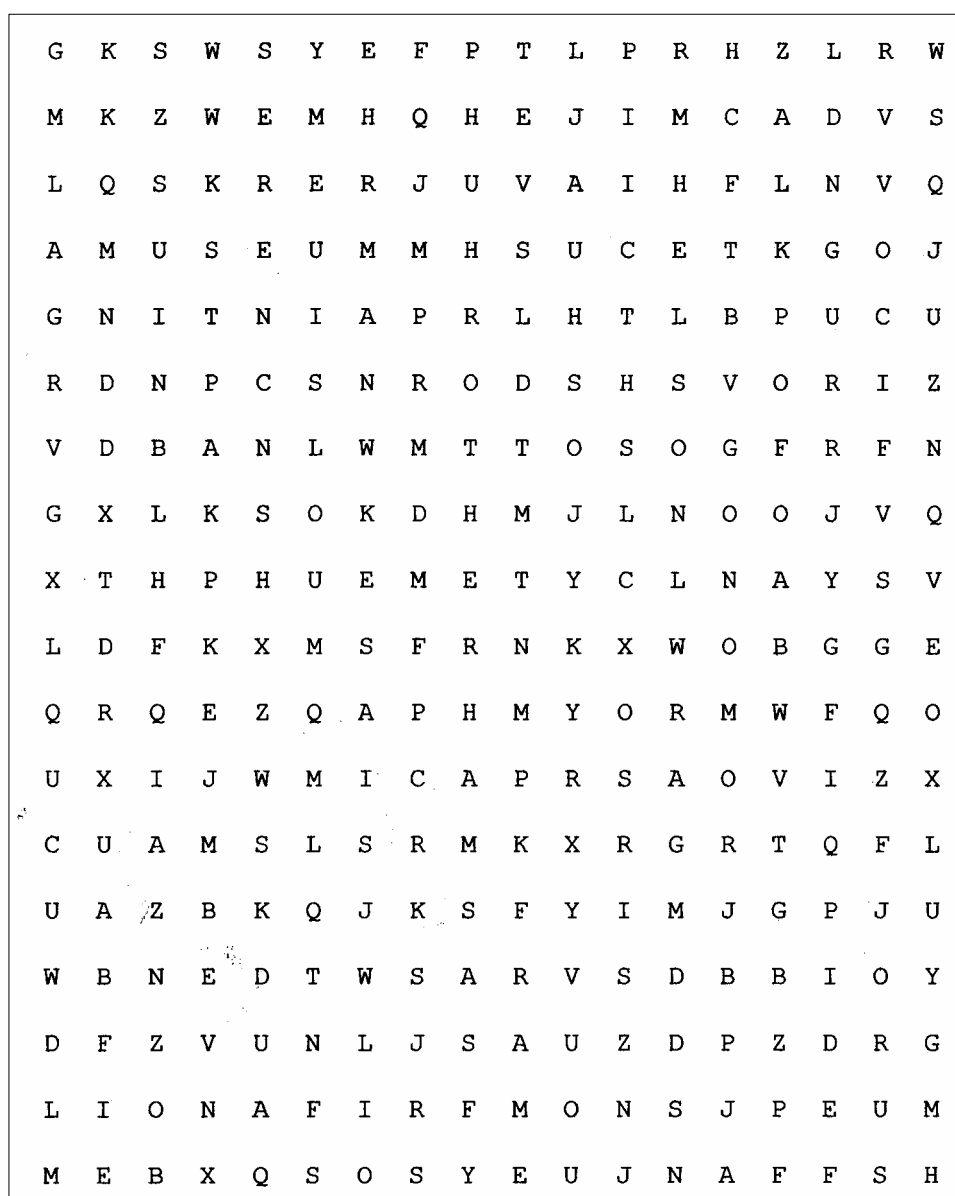 G K S W S Y E F P T L P R H Z L R W
M K Z W E M H Q H E J I M C A D V S
L Q S K R E R J U V A I H F L N V Q
A M U S E U M M H S U C E T K G O J
G N I T N I A P R L H T L B P U C U
R D N P C S N R O D S H S V O R I Z
V D B A N L W M T T O S O G F R F N
G X L K S O K D H M J L N O O J V Q
X T H P H U E M E T Y C L N A Y S V
L D F K X M S F R N K X W O B G G E
Q R Q E Z Q A P H M Y O R M W F Q O
U X I J W M I C A P R S A O V I Z X
C U A M S L S R M K X R G R T Q F L
U A Z B K Q J K S F Y I M J G P J U
W B N E D T W S A R V S D B B I O Y
D F Z V U N L J S A U Z D P Z D R G
L I O N A F I R F M O N S J P E U M
M E B X Q S O S Y E U J N A F F S H